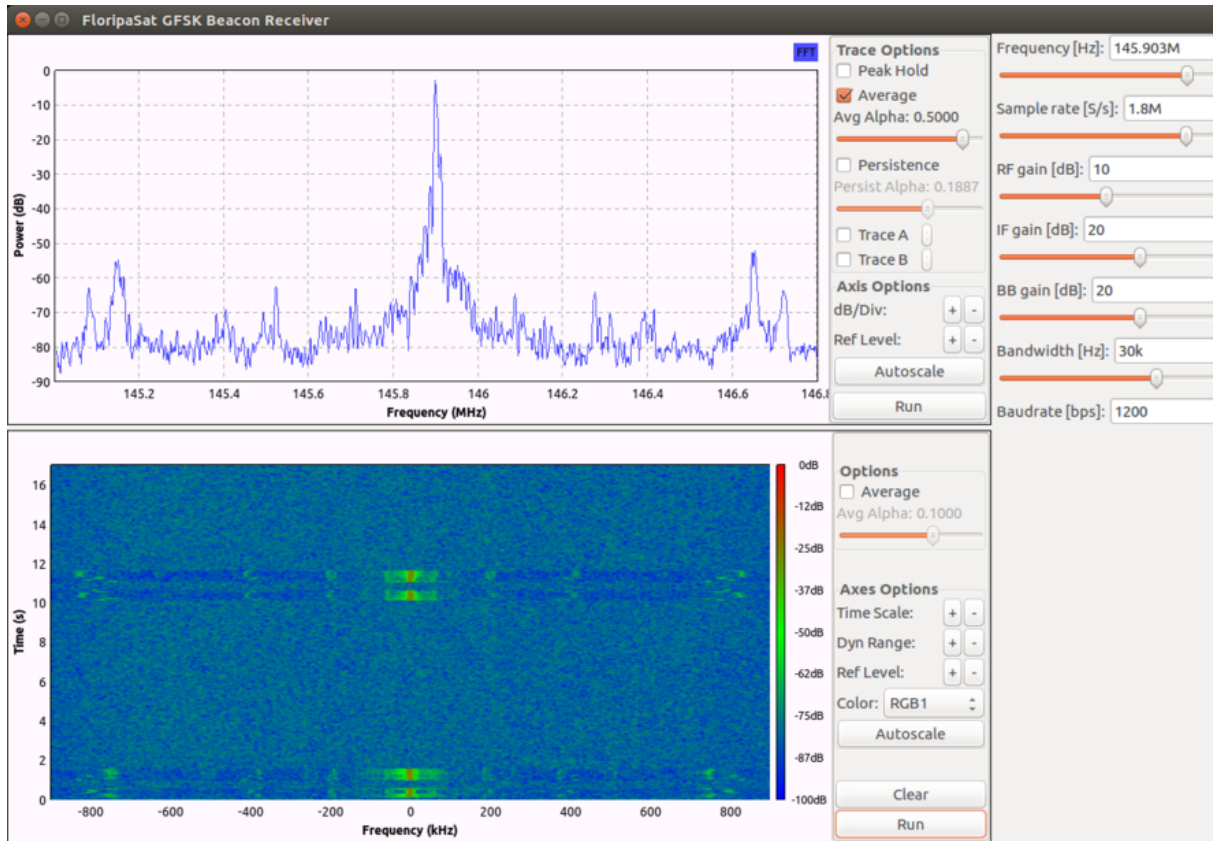 FloripaSat GFSK Beacon Receiver
FFT
0
-10
-20
-30
-40
-50
-60
-70
-80
-90
Power (dB)
145.2
145.4
145.6
145.8
146
146.2
146.4
146.6
146.8
Frequency (MHz)
Trace Options
Peak Hold
Average
Avg Alpha: 0.5000
Persistence
Persist Alpha: 0.1887
Trace A
Trace B
Axis Options
dB/Div: + -
Ref Level: + -
Autoscale
Run
Frequency [Hz]: 145.903M
Sample rate [S/s]: 1.8M
RF gain [dB]: 10
IF gain [dB]: 20
BB gain [dB]: 20
Bandwidth [Hz]: 30k
Baudrate [bps]: 1200
16
14
12
10
8
6
4
2
0
Time (s)
-800
-600
-400
-200
0
200
400
600
800
Frequency (kHz)
0dB
-12dB
-25dB
-37dB
-50dB
-62dB
-75dB
-87dB
-100dB
Options
Average
Avg Alpha: 0.1000
Axes Options
Time Scale: + -
Dyn Range: + -
Ref Level: + -
Color: RGB1
Autoscale
Clear
Run